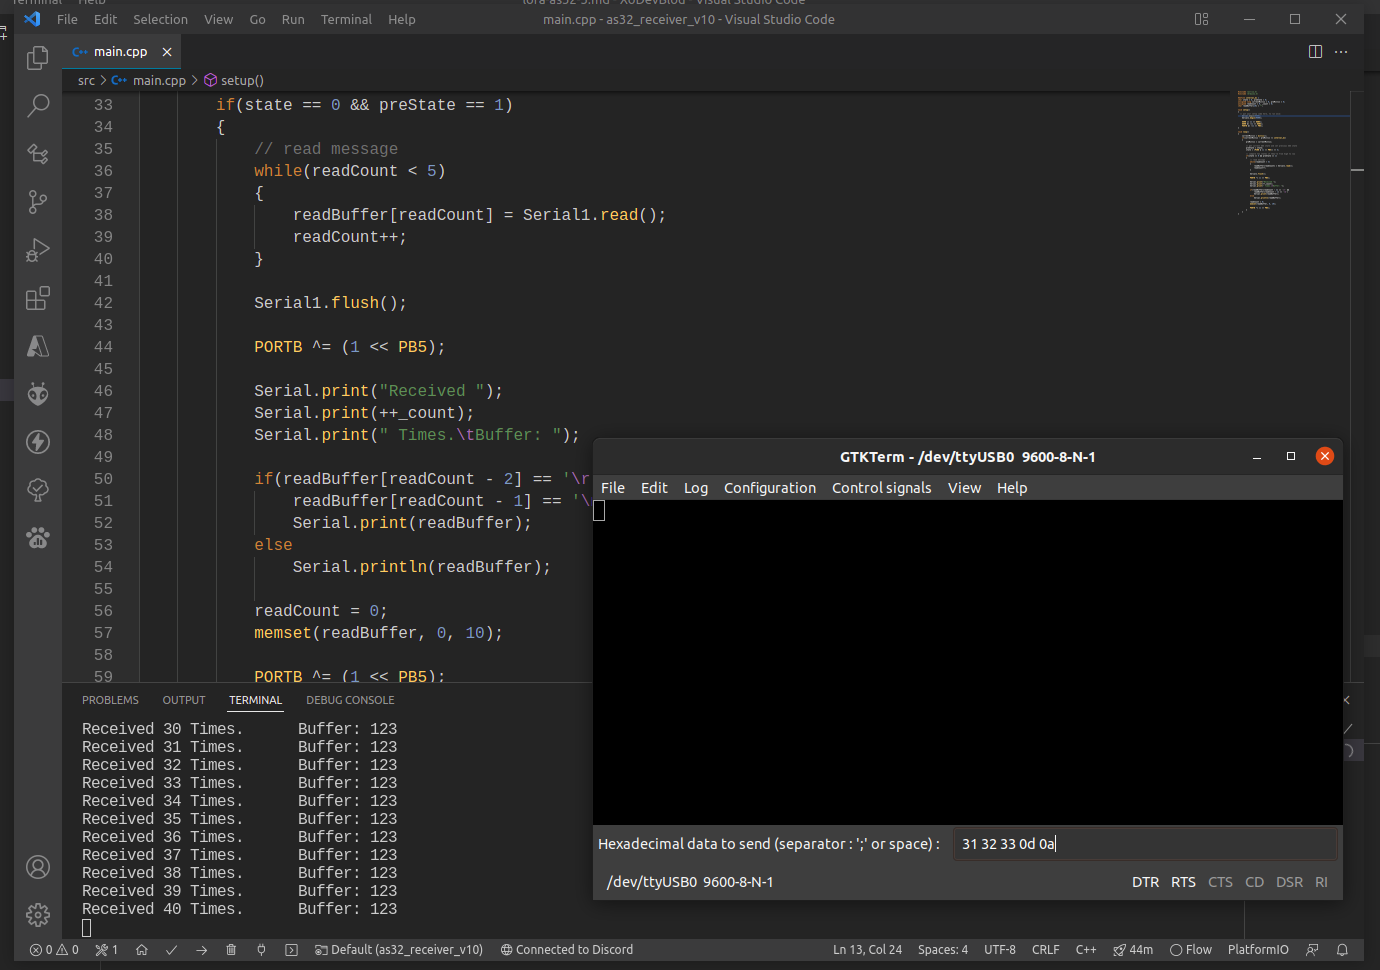 Terminal Help
File Edit Selection View Go Run Terminal Help
main.cpp - as32_receiver_v10 - Visual Studio Code
main.cpp
src > main.cpp > setup()
33 if(state == 0 && preState == 1)
34 {
35 // read message
36 while(readCount < 5)
37 {
38 readBuffer[readCount] = Serial1.read();
39 readCount++;
40 }
41
42 Serial1.flush();
43
44 PORTB ^= (1 << PB5);
45
46 Serial.print("Received ");
47 Serial.print(++_count);
48 Serial.print(" Times.\tBuffer: ");
49
50 if(readBuffer[readCount - 2] == '\r
51 readBuffer[readCount - 1] == '\
52 Serial.print(readBuffer);
53 else
54 Serial.println(readBuffer);
55
56 readCount = 0;
57 memset(readBuffer, 0, 10);
58
59 PORTB ^= (1 << PB5);
PROBLEMS OUTPUT TERMINAL DEBUG CONSOLE
Received 30 Times. Buffer: 123
Received 31 Times. Buffer: 123
Received 32 Times. Buffer: 123
Received 33 Times. Buffer: 123
Received 34 Times. Buffer: 123
Received 35 Times. Buffer: 123
Received 36 Times. Buffer: 123
Received 37 Times. Buffer: 123
Received 38 Times. Buffer: 123
Received 39 Times. Buffer: 123
Received 40 Times. Buffer: 123
GTKTerm - /dev/ttyUSB0 9600-8-N-1
File Edit Log Configuration Control signals View Help
Hexadecimal data to send (separator : ';' or space) : 31 32 33 0d 0a
/dev/ttyUSB0 9600-8-N-1 DTR RTS CTS CD DSR RI
0 0 1 Default (as32_receiver_v10) Connected to Discord Ln 13, Col 24 Spaces: 4 UTF-8 CRLF C++ 44m Flow PlatformIO